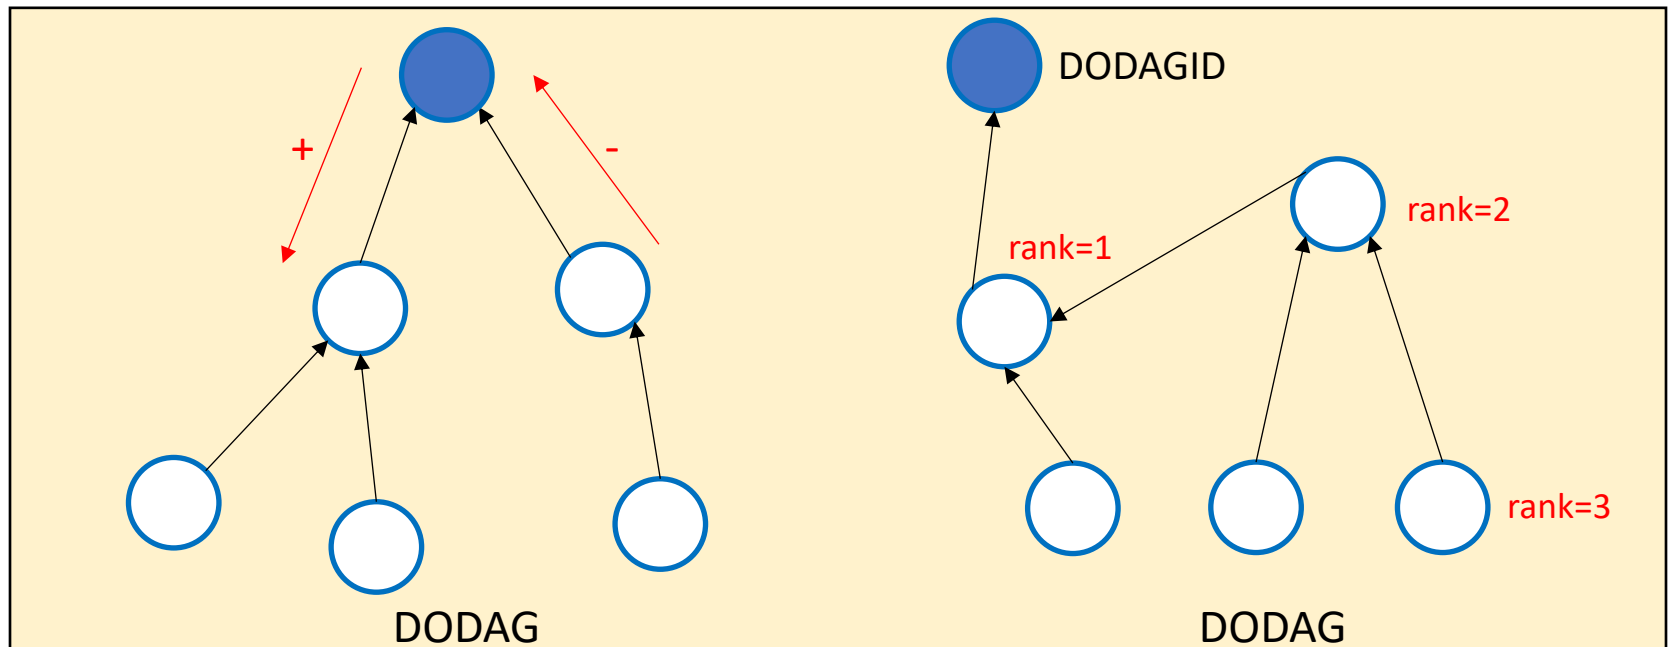 DODAGID
+
-
rank=2
rank=1
rank=3
DODAG
DODAG